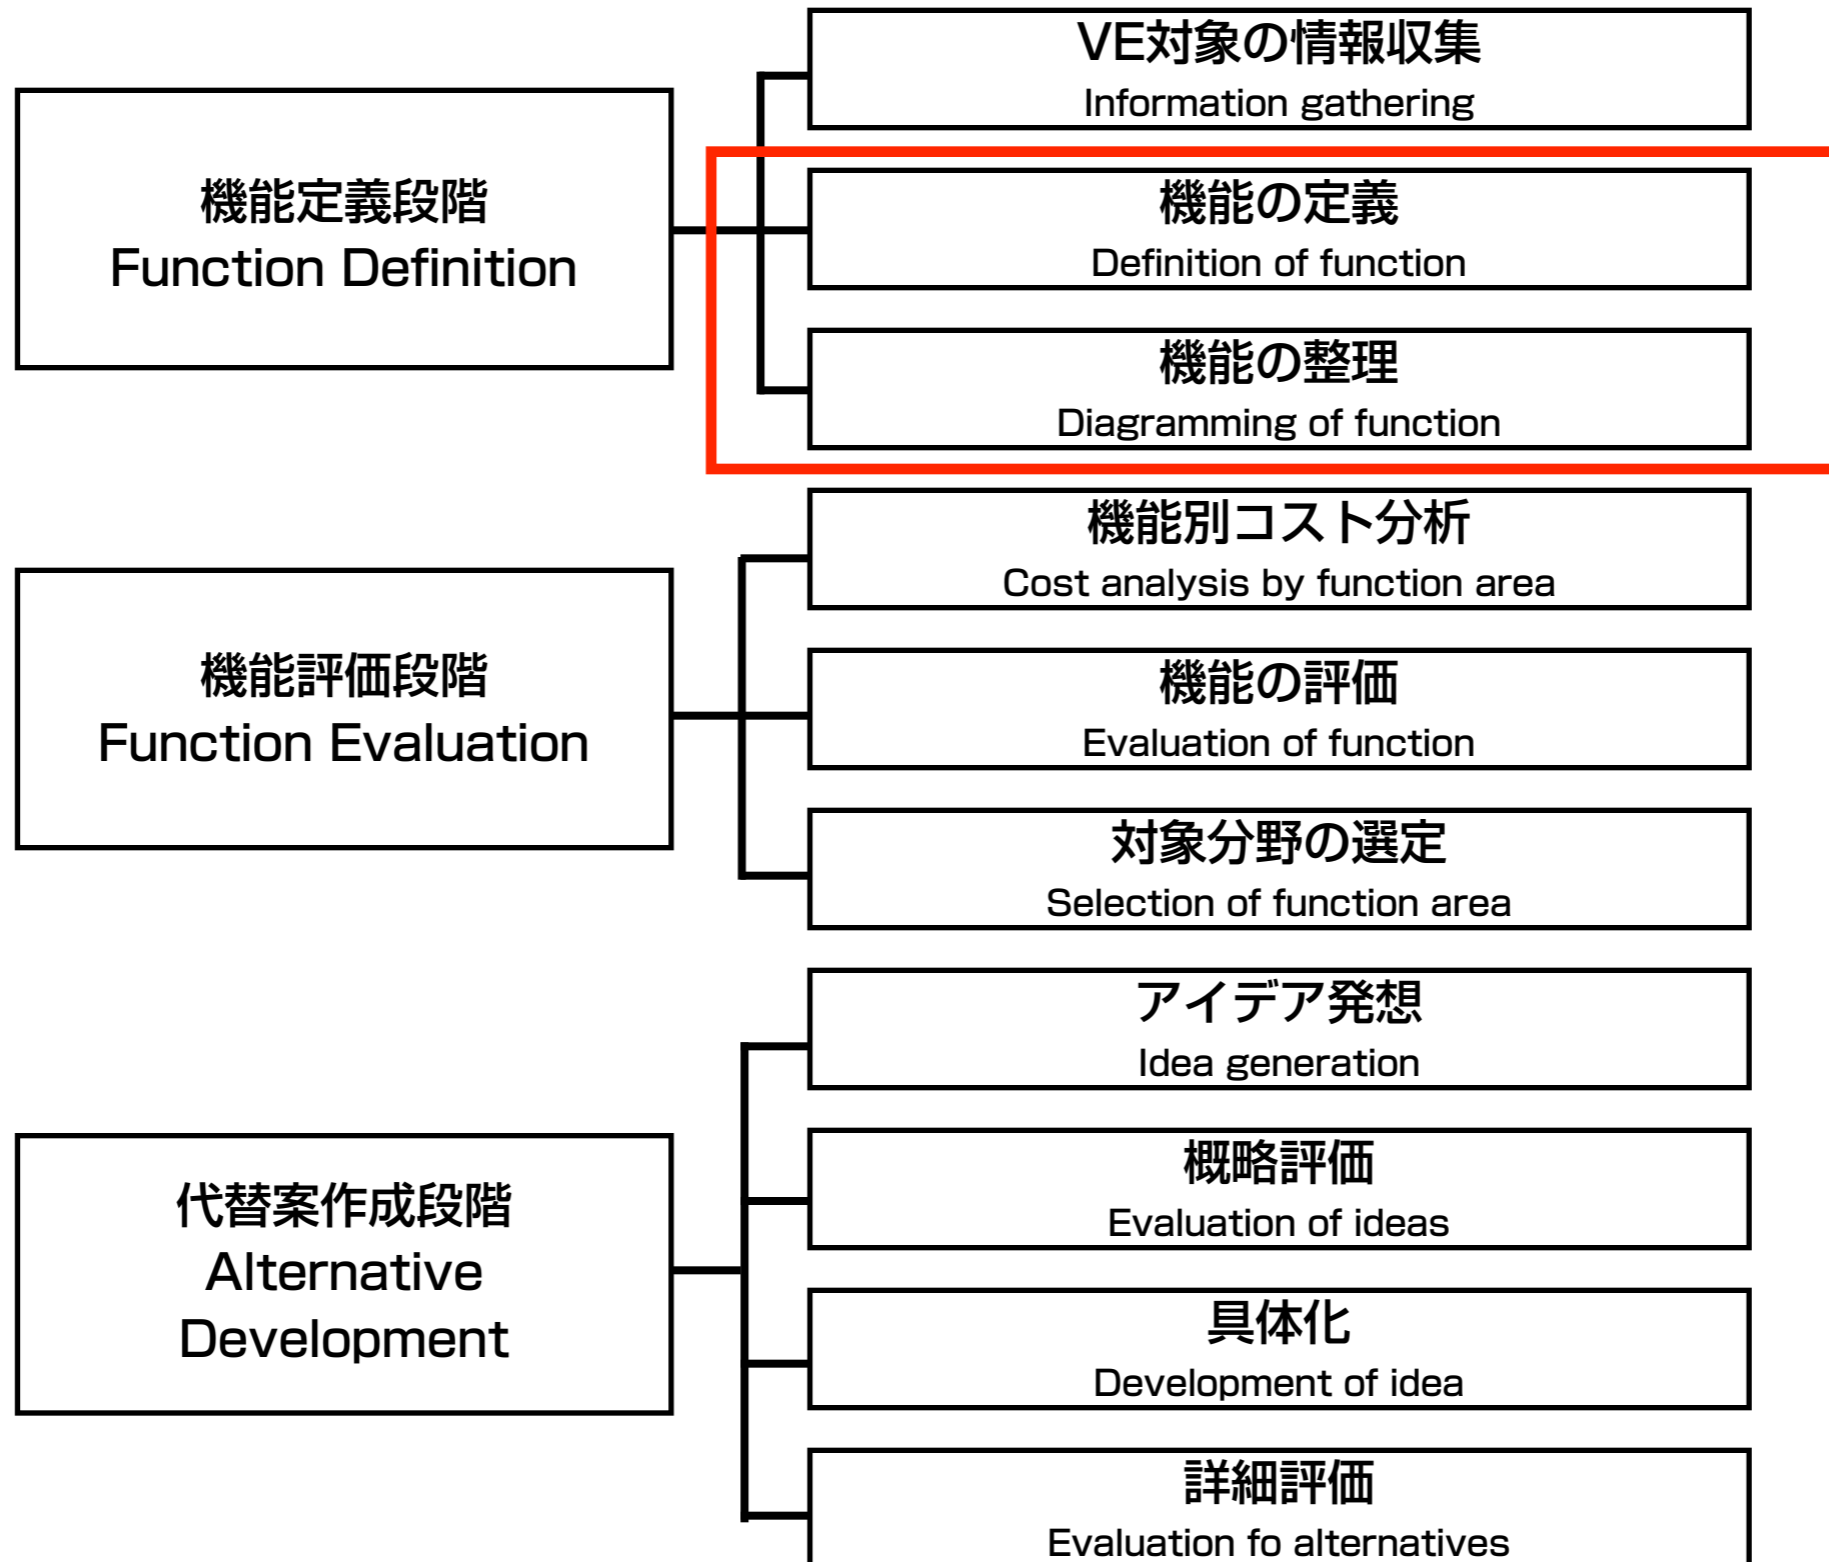 機能定義段階
Function Definition
VE対象の情報収集
Information gathering
機能の定義
Definition of function
機能の整理
Diagramming of function
機能評価段階
Function Evaluation
機能別コスト分析
Cost analysis by function area
機能の評価
Evaluation of function
対象分野の選定
Selection of function area
代替案作成段階
Alternative
Development
アイデア発想
Idea generation
概略評価
Evaluation of ideas
具体化
Development of idea
詳細評価
Evaluation fo alternatives